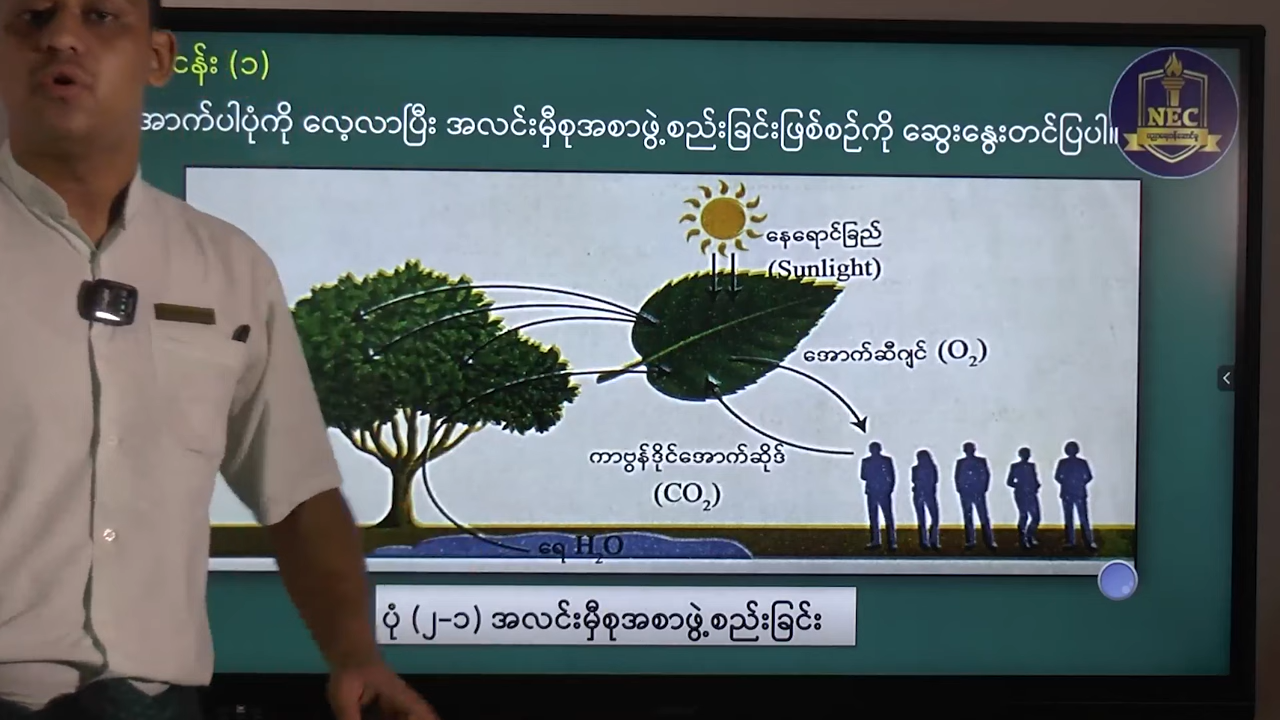 ငန်း (၁)
အောက်ပါပုံကို လေ့လာပြီး အလင်းမှီစုအစာဖွဲ့စည်းခြင်းဖြစ်စဉ်ကို ဆွေးနွေးတင်ပြပါ။
NEC
နေရောင်ခြည်
(Sunlight)
အောက်ဆီဂျင် (O₂)
ကာဗွန်ဒိုင်အောက်ဆိုဒ်
(CO₂)
ရေ H₂O
ပုံ (၂-၁) အလင်းမှီစုအစာဖွဲ့စည်းခြင်း